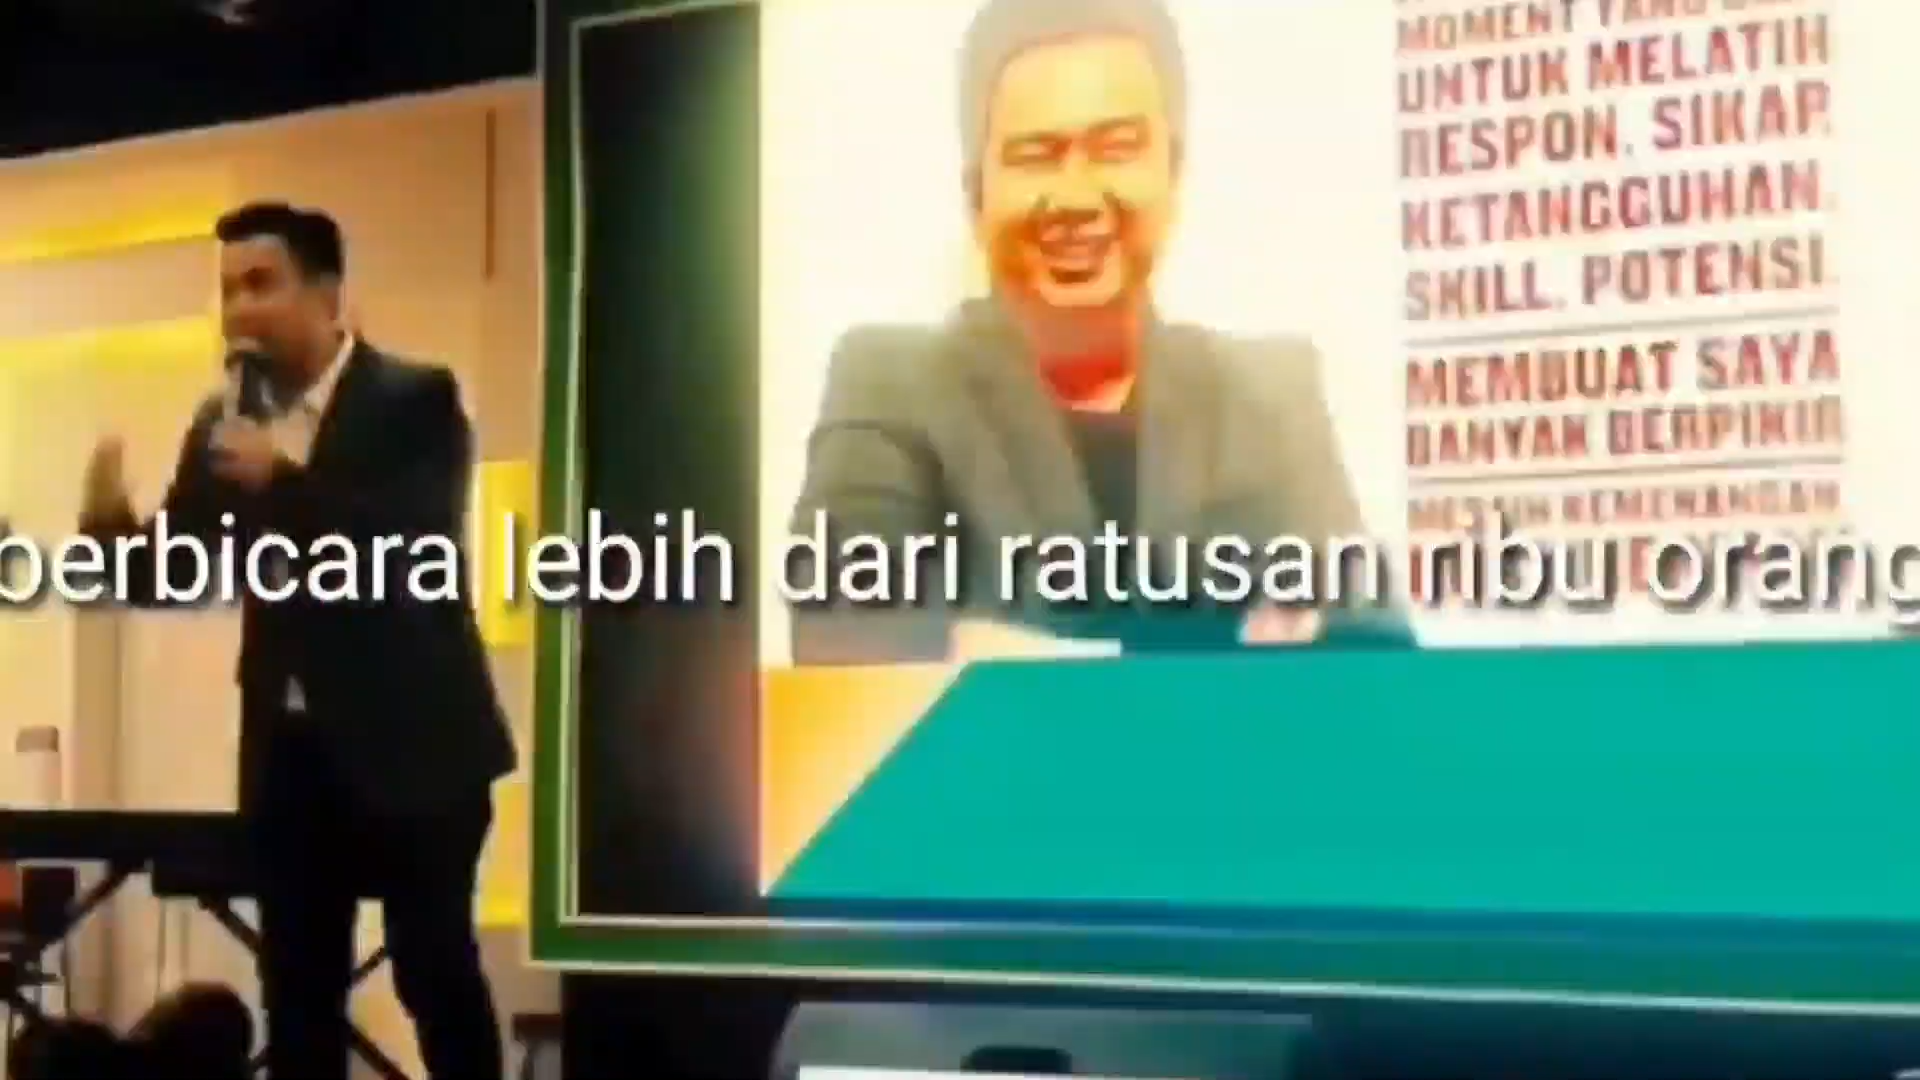 MOMENT YANG
UNTUK MELATIH
RESPON. SIKAP.
KETANGGUHAN.
SKILL. POTENSI.
MEMBUAT SAYA
BANYAK BERPIKIR
KEMENANGAN
berbicara lebih dari ratusan ribu orang